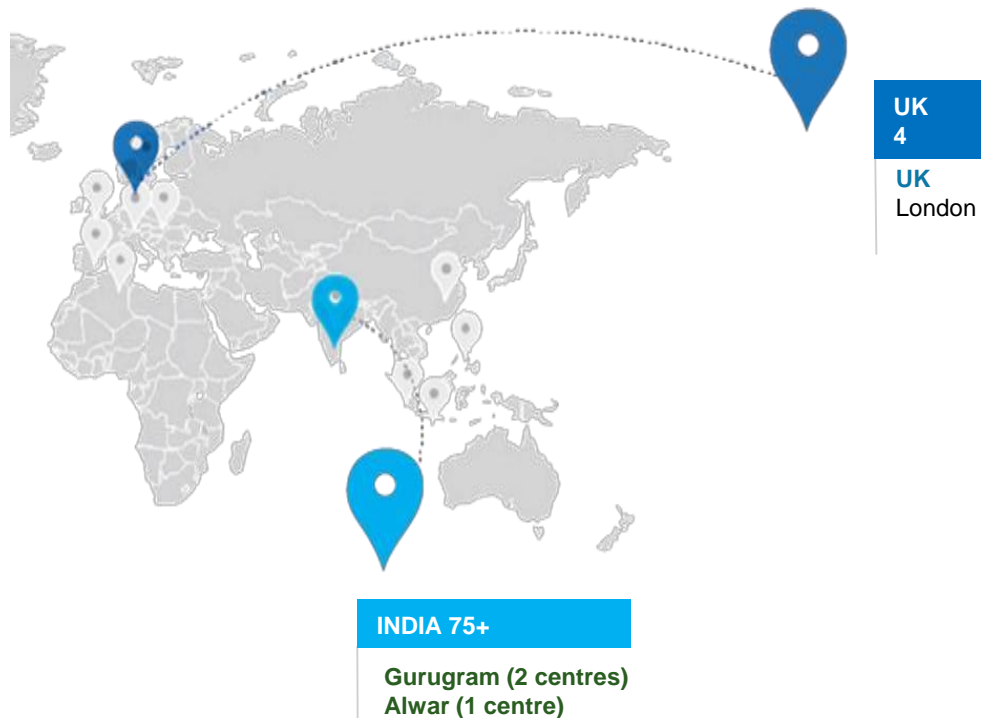 UK
4
UK
London
INDIA 75+
Gurugram (2 centres)
Alwar (1 centre)